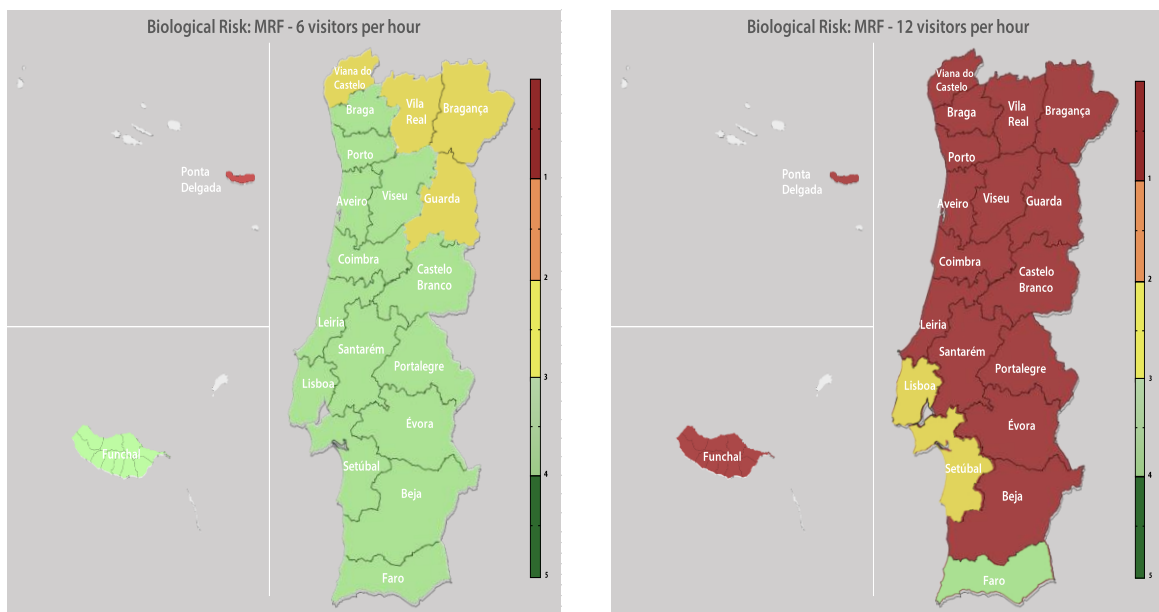 Biological Risk: MRF - 6 visitors per hour
Viana do
Castelo
Braga
Vila
Real
Bragança
Porto
Ponta
Delgada
Aveiro
Viseu
Guarda
Coimbra
Castelo
Branco
Leiria
Santarém
Portalegre
Lisboa
Évora
Funchal
Setúbal
Beja
Faro
1
2
3
4
5
Biological Risk: MRF - 12 visitors per hour
Viana do
Castelo
Braga
Vila
Real
Bragança
Porto
Ponta
Delgada
Aveiro
Viseu
Guarda
Coimbra
Castelo
Branco
Leiria
Santarém
Portalegre
Lisboa
Évora
Funchal
Setúbal
Beja
Faro
1
2
3
4
5